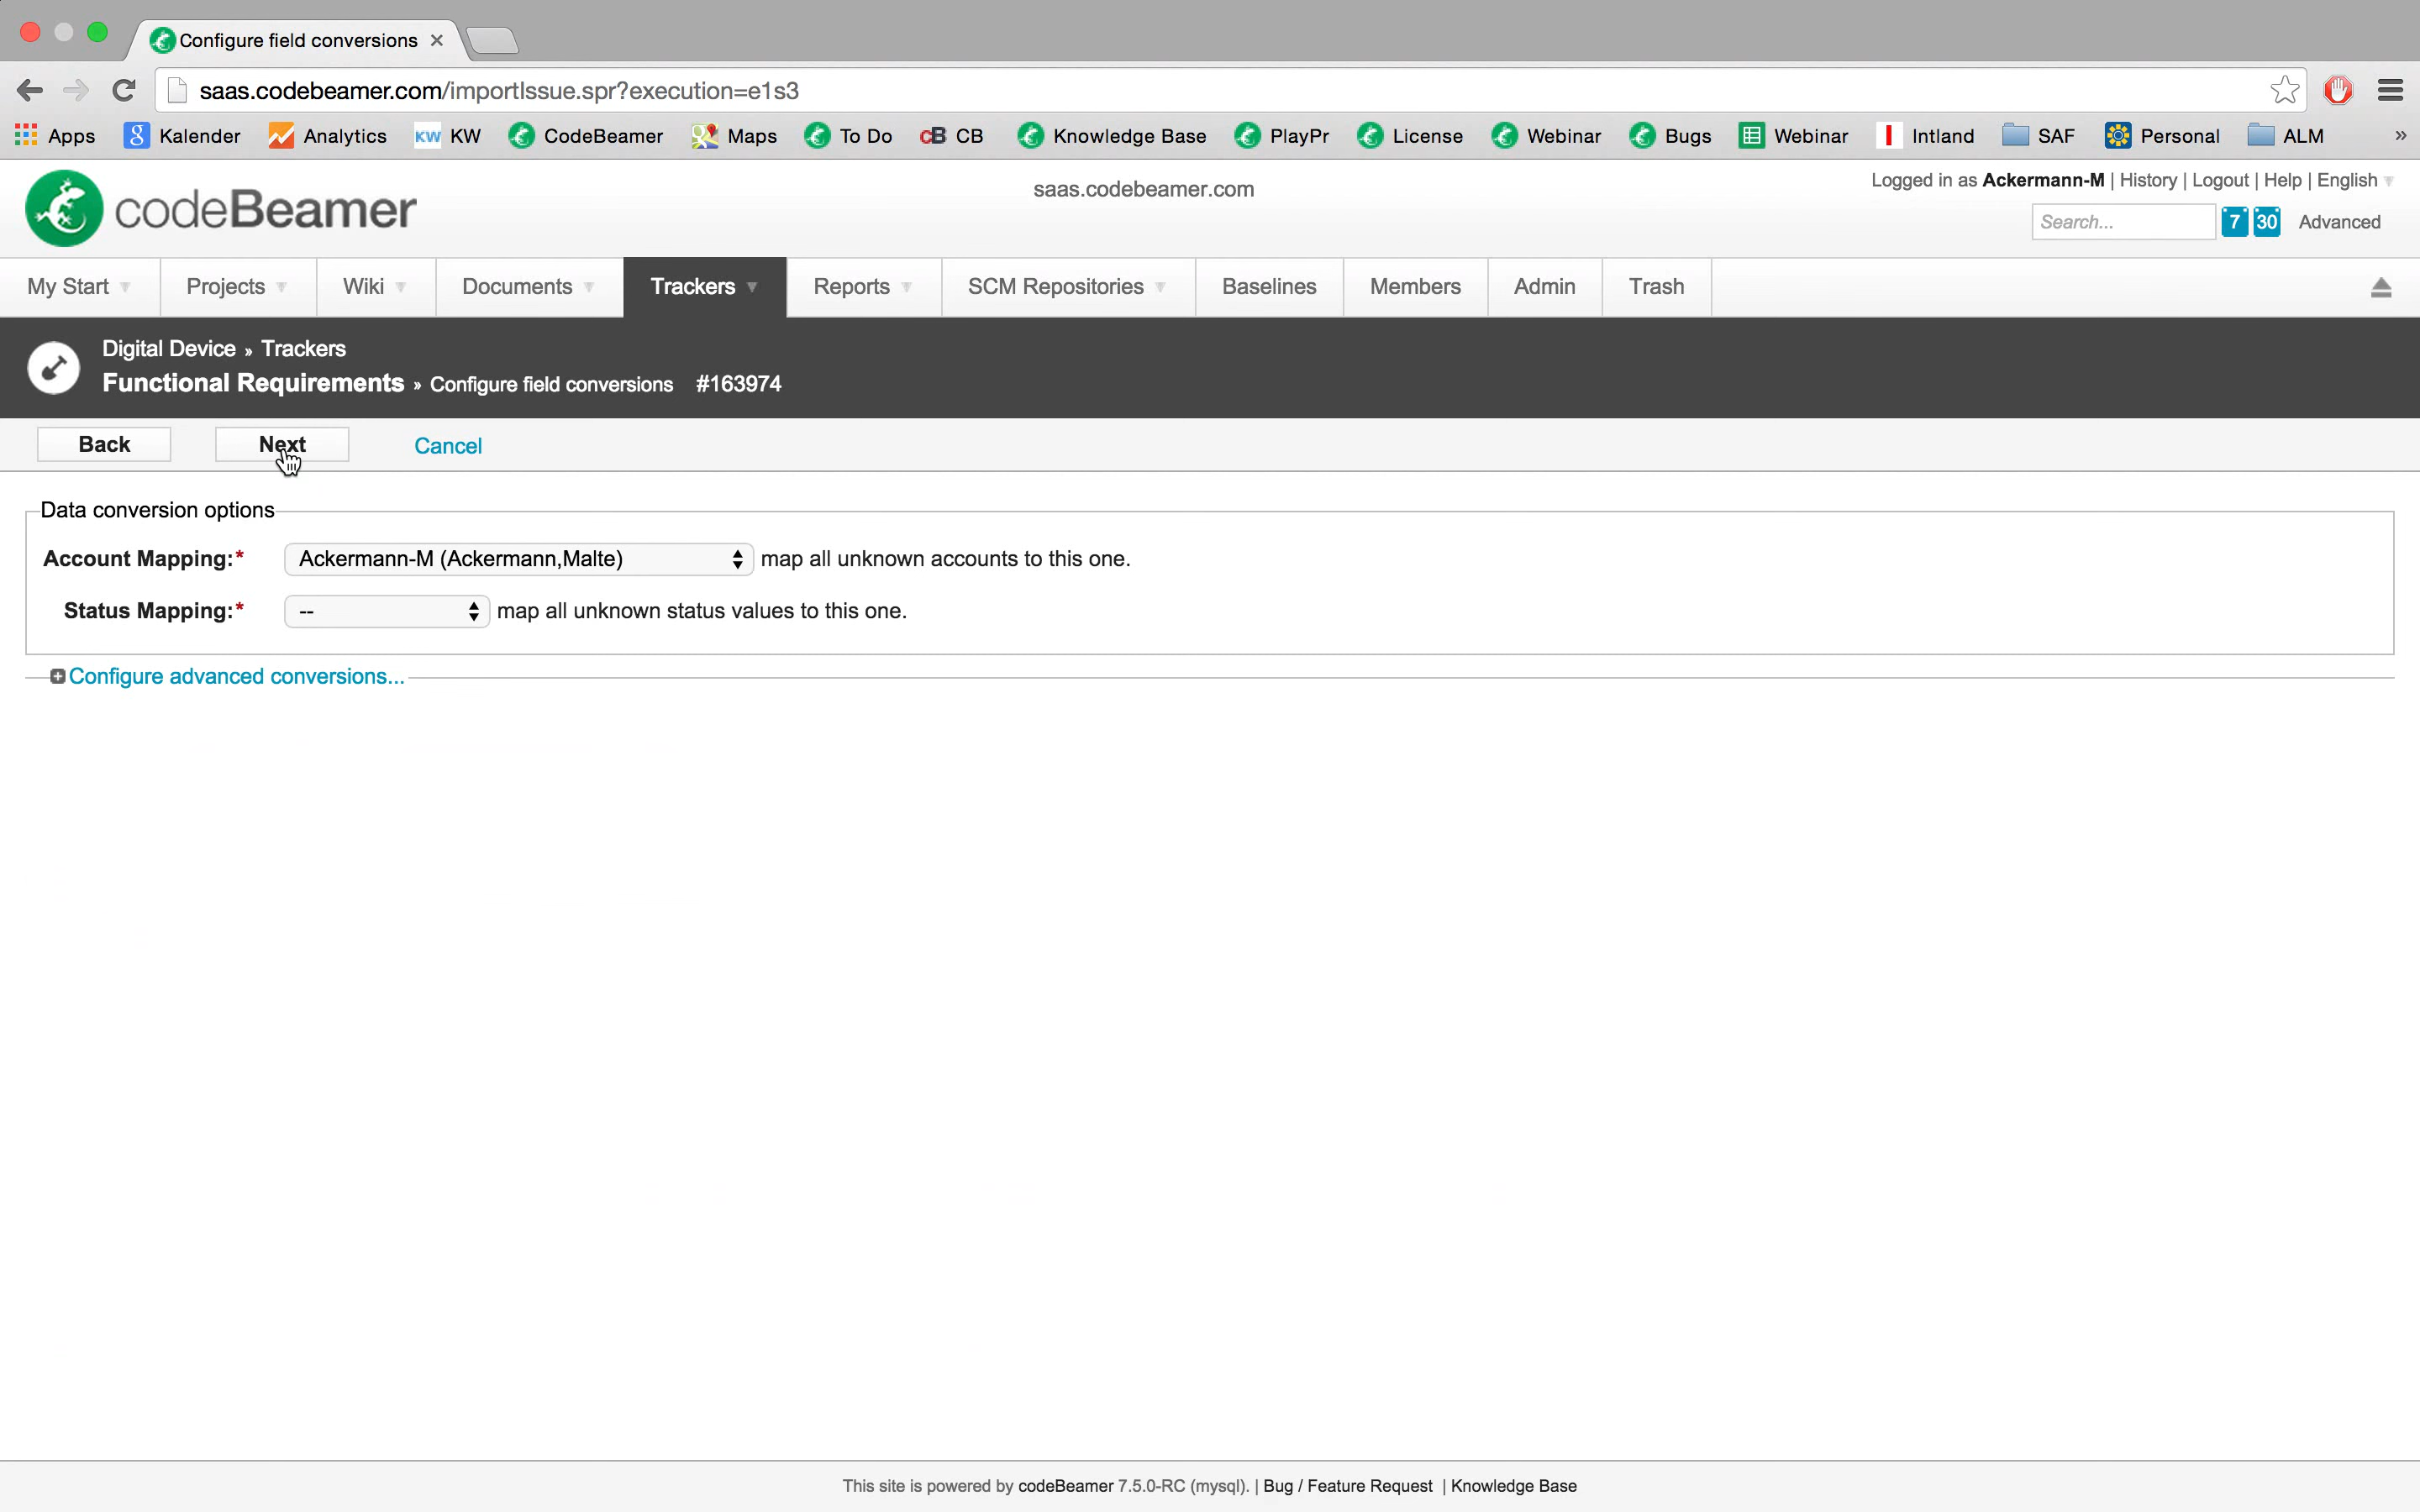 Configure field conversions
saas.codebeamer.com/importIssue.spr?execution=e1s3
Apps Kalender Analytics KW KW CodeBeamer Maps To Do cB CB Knowledge Base PlayPr License Webinar Bugs Webinar Intland SAF Personal ALM »
codeBeamer
saas.codebeamer.com
Logged in as Ackermann-M | History | Logout | Help | English
Search... 7 30 Advanced
My Start Projects Wiki Documents Trackers Reports SCM Repositories Baselines Members Admin Trash
Digital Device » Trackers
Functional Requirements » Configure field conversions #163974
Back Next Cancel
Data conversion options
Account Mapping:* Ackermann-M (Ackermann,Malte) map all unknown accounts to this one.
Status Mapping:* -- map all unknown status values to this one.
Configure advanced conversions...
This site is powered by codeBeamer 7.5.0-RC (mysql). | Bug / Feature Request | Knowledge Base